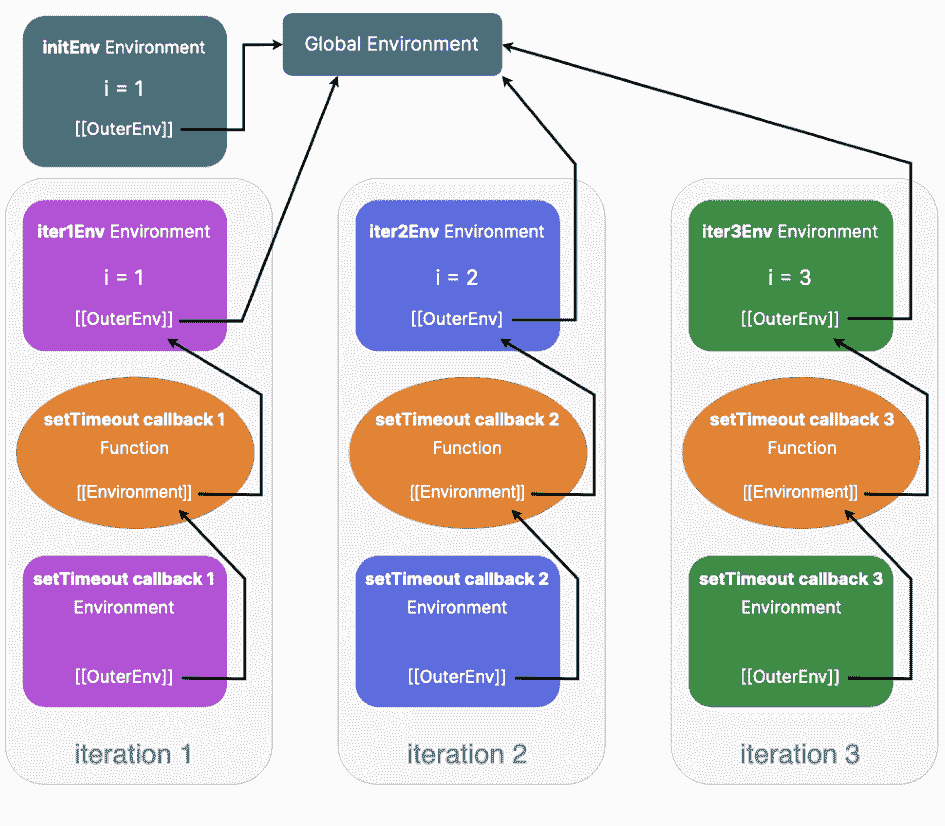 initEnv Environment
i = 1
[[OuterEnv]]
Global Environment
iter1Env Environment
i = 1
[[OuterEnv]]
setTimeout callback 1
Function
[[Environment]]
setTimeout callback 1
Environment
[[OuterEnv]]
iteration 1
iter2Env Environment
i = 2
[[OuterEnv]
setTimeout callback 2
Function
[[Environment]]
setTimeout callback 2
Environment
[[OuterEnv]]
iteration 2
iter3Env Environment
i = 3
[[OuterEnv]]
setTimeout callback 3
Function
[[Environment]]
setTimeout callback 3
Environment
[[OuterEnv]]
iteration 3